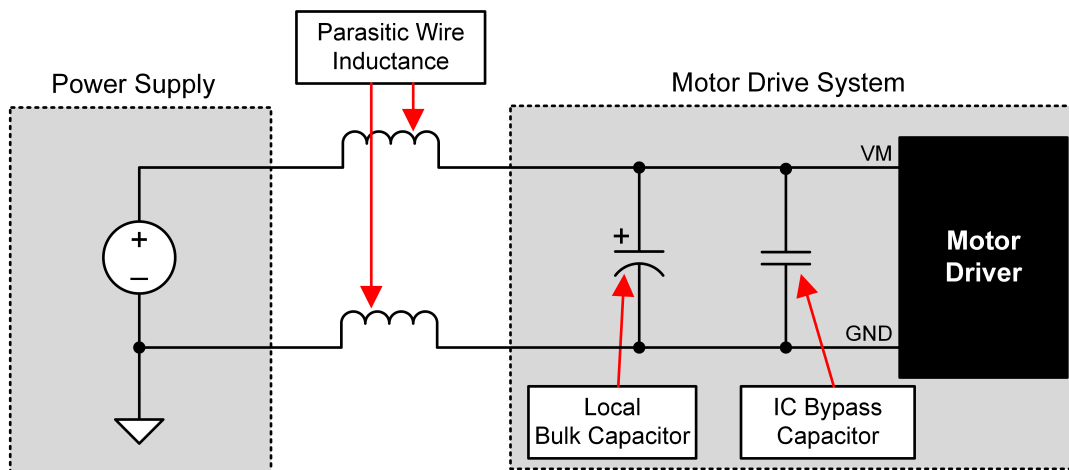 Parasitic Wire
Inductance
Power Supply
Motor Drive System
VM
+
+
–
Motor
Driver
GND
Local
Bulk Capacitor
IC Bypass
Capacitor